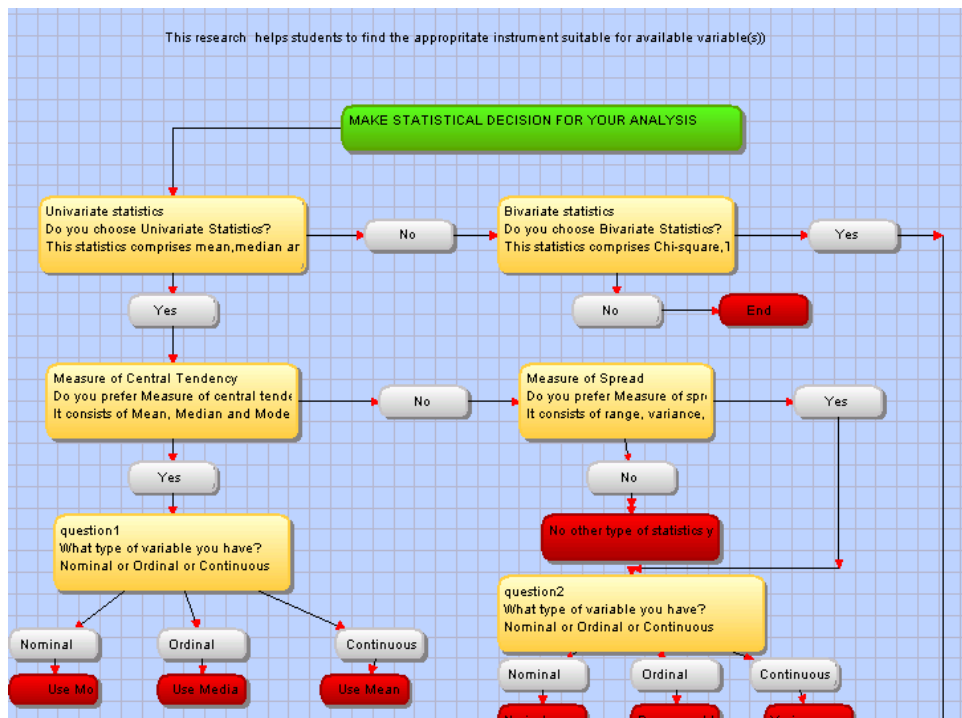 This research helps students to find the appropritate instrument suitable for available variable(s))
MAKE STATISTICAL DECISION FOR YOUR ANALYSIS
Univariate statistics
Do you choose Univariate Statistics?
This statistics comprises mean,median ar
No
Bivariate statistics
Do you choose Bivariate Statistics?
This statistics comprises Chi-square,T
Yes
Yes
No
End
Measure of Central Tendency
Do you prefer Measure of central tende
It consists of Mean, Median and Mode
No
Measure of Spread
Do you prefer Measure of spr
It consists of range, variance,
Yes
Yes
No
No other type of statistics y
question1
What type of variable you have?
Nominal or Ordinal or Continuous
question2
What type of variable you have?
Nominal or Ordinal or Continuous
Nominal
Ordinal
Continuous
Use Mo
Use Media
Use Mean
Nominal
Ordinal
Continuous